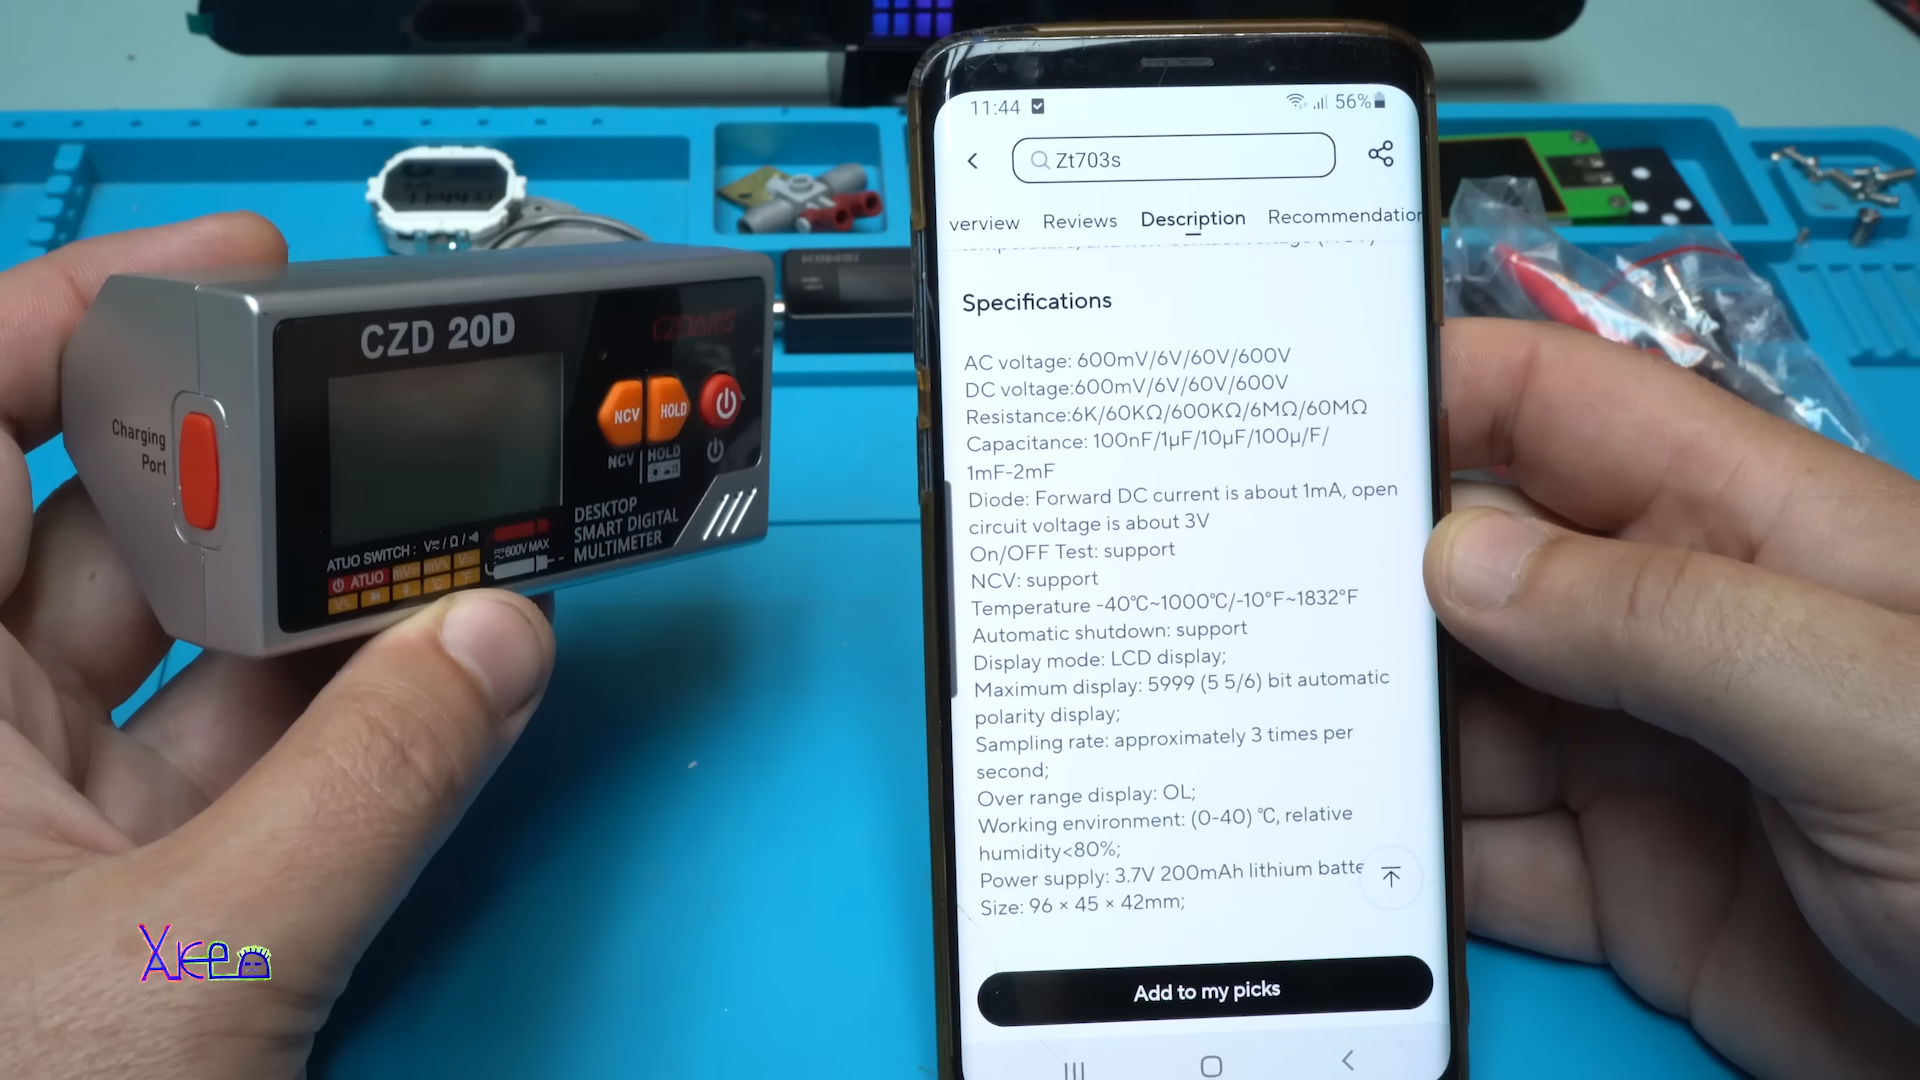 CZD 20D
Charging
Port
NCV
HOLD
NCV
HOLD
DESKTOP
SMART DIGITAL
MULTIMETER
ATUO SWITCH : V / Ω /
ATUO
600V MAX
11:44
56%
Zt703s
verview Reviews Description Recommendation
Specifications
AC voltage: 600mV/6V/60V/600V
DC voltage:600mV/6V/60V/600V
Resistance:6K/60KΩ/600KΩ/6MΩ/60MΩ
Capacitance: 100nF/1μF/10μF/100μ/F/
1mF-2mF
Diode: Forward DC current is about 1mA, open
circuit voltage is about 3V
On/OFF Test: support
NCV: support
Temperature -40℃~1000℃/-10°F~1832°F
Automatic shutdown: support
Display mode: LCD display;
Maximum display: 5999 (5 5/6) bit automatic
polarity display;
Sampling rate: approximately 3 times per
second;
Over range display: OL;
Working environment: (0-40) ℃, relative
humidity<80%;
Power supply: 3.7V 200mAh lithium batte
Size: 96 × 45 × 42mm;
Add to my picks